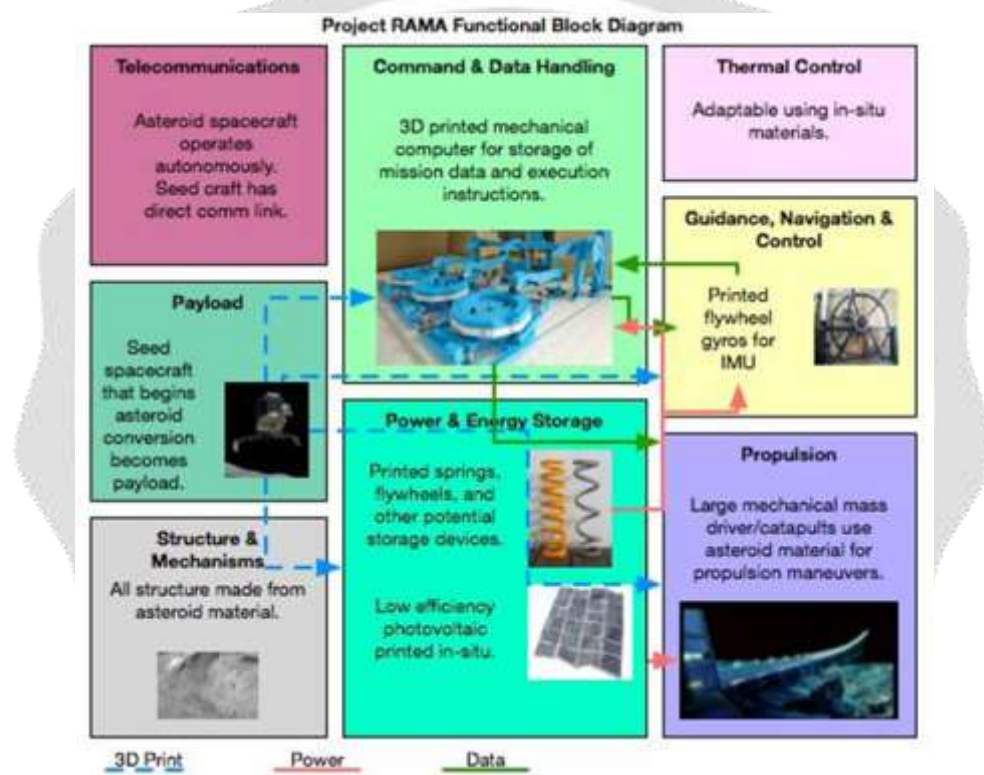 Project RAMA Functional Block Diagram
Telecommunications
Asteroid spacecraft
operates
autonomously.
Seed craft has
direct comm link.
Command & Data Handling
3D printed mechanical
computer for storage of
mission data and execution
instructions.
Thermal Control
Adaptable using in-situ
materials.
Guidance, Navigation &
Control
Printed
flywheel
gyros for
IMU
Payload
Seed
spacecraft
that begins
asteroid
conversion
becomes
payload.
Power & Energy Storage
Printed springs,
flywheels, and
other potential
storage devices.
Low efficiency
photovoltaic
printed in-situ.
Propulsion
Large mechanical mass
driver/catapults use
asteroid material for
propulsion maneuvers.
Structure &
Mechanisms
All structure made from
asteroid material.
3D Print
Power
Data